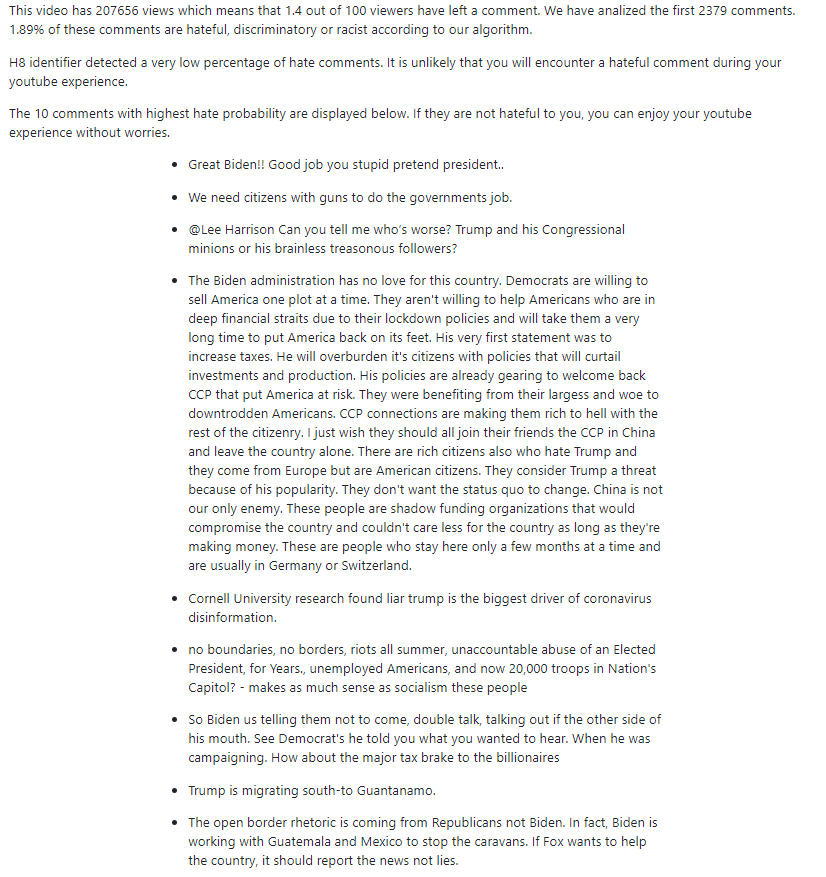 This video has 207656 views which means that 1.4 out of 100 viewers have left a comment. We have analized the first 2379 comments.
1.89% of these comments are hateful, discriminatory or racist according to our algorithm.
H8 identifier detected a very low percentage of hate comments. It is unlikely that you will encounter a hateful comment during your
youtube experience.
The 10 comments with highest hate probability are displayed below. If they are not hateful to you, you can enjoy your youtube
experience without worries.
• Great Biden!! Good job you stupid pretend president..
• We need citizens with guns to do the governments job.
• @Lee Harrison Can you tell me who's worse? Trump and his Congressional
minions or his brainless treasonous followers?
• The Biden administration has no love for this country. Democrats are willing to
sell America one plot at a time. They aren't willing to help Americans who are in
deep financial straits due to their lockdown policies and will take them a very
long time to put America back on its feet. His very first statement was to
increase taxes. He will overburden it's citizens with policies that will curtail
investments and production. His policies are already gearing to welcome back
CCP that put America at risk. They were benefiting from their largess and woe to
downtrodden Americans. CCP connections are making them rich to hell with the
rest of the citizenry. I just wish they should all join their friends the CCP in China
and leave the country alone. There are rich citizens also who hate Trump and
they come from Europe but are American citizens. They consider Trump a threat
because of his popularity. They don't want the status quo to change. China is not
our only enemy. These people are shadow funding organizations that would
compromise the country and couldn't care less for the country as long as they're
making money. These are people who stay here only a few months at a time and
are usually in Germany or Switzerland.
• Cornell University research found liar trump is the biggest driver of coronavirus
disinformation.
• no boundaries, no borders, riots all summer, unaccountable abuse of an Elected
President, for Years., unemployed Americans, and now 20,000 troops in Nation's
Capitol? - makes as much sense as socialism these people
• So Biden us telling them not to come, double talk, talking out if the other side of
his mouth. See Democrat's he told you what you wanted to hear. When he was
campaigning. How about the major tax brake to the billionaires
• Trump is migrating south-to Guantanamo.
• The open border rhetoric is coming from Republicans not Biden. In fact, Biden is
working with Guatemala and Mexico to stop the caravans. If Fox wants to help
the country, it should report the news not lies.